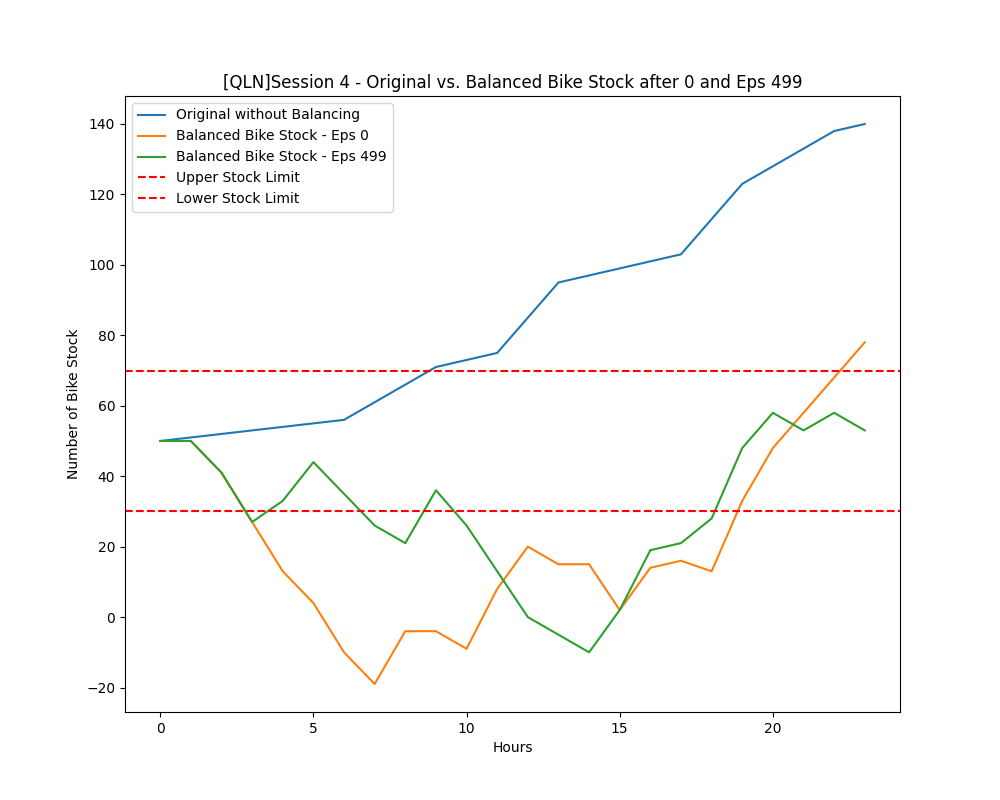 [QLN]Session 4 - Original vs. Balanced Bike Stock after 0 and Eps 499
Original without Balancing
Balanced Bike Stock - Eps 0
Balanced Bike Stock - Eps 499
Upper Stock Limit
Lower Stock Limit
140
120
100
80
60
40
20
0
−20
Number of Bike Stock
0 5 10 15 20
Hours